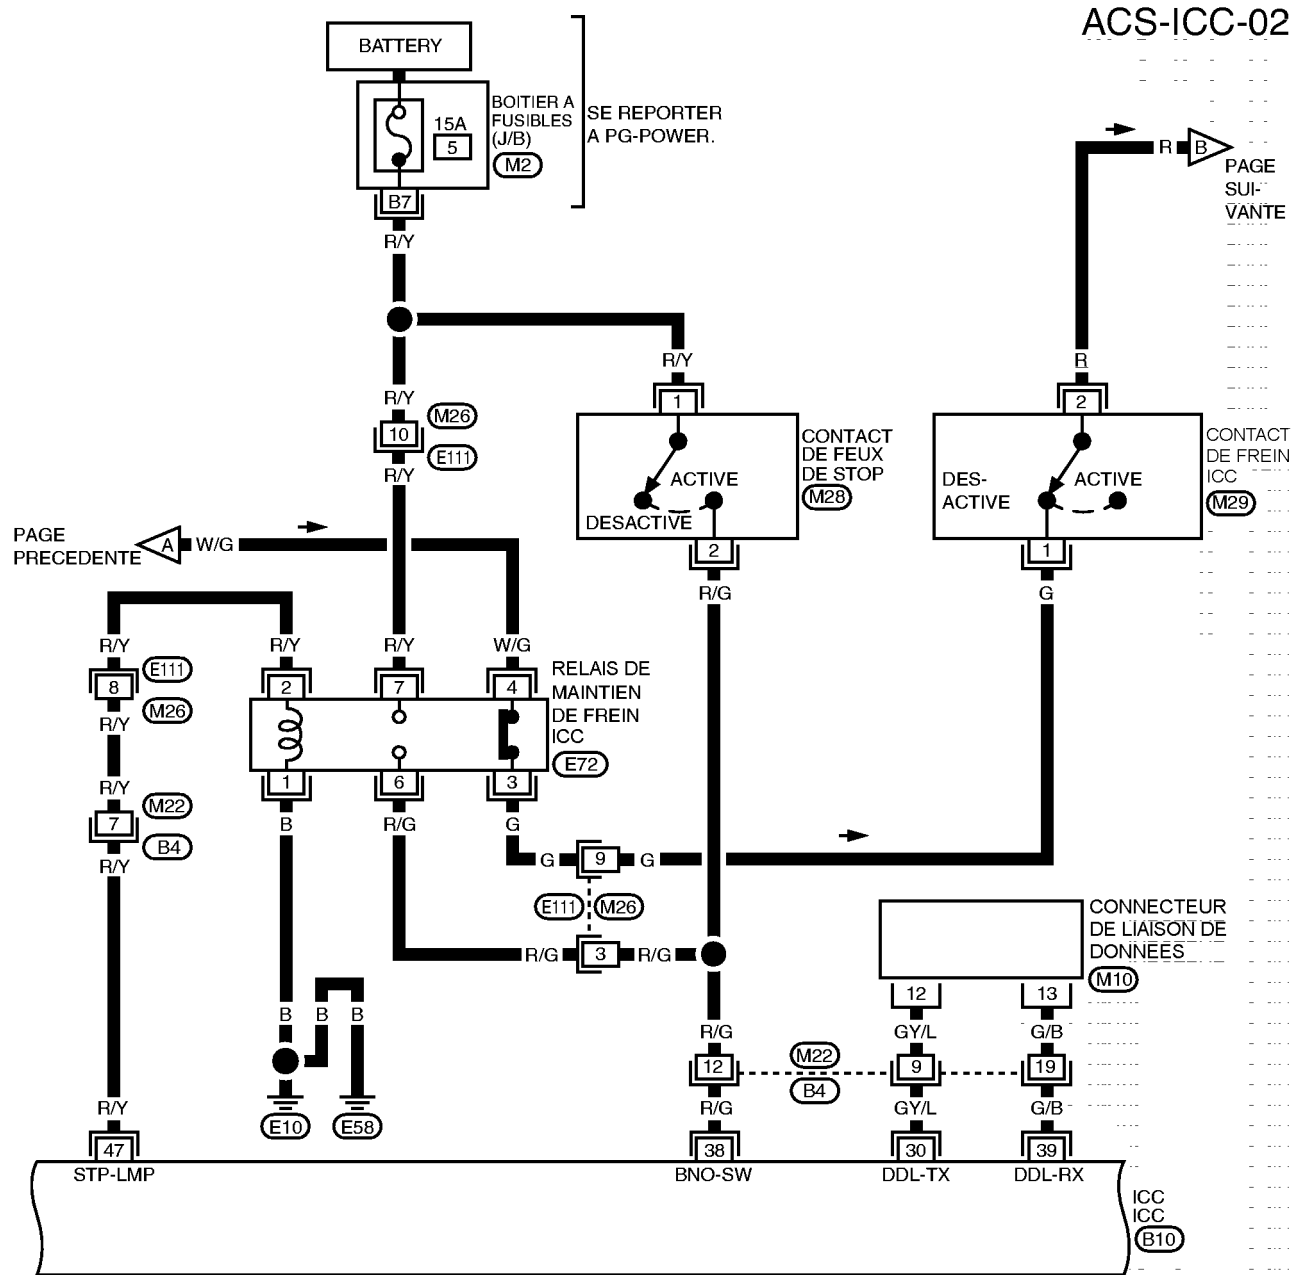 ACS-ICC-02
BATTERY
15A
5
BOITIER A
FUSIBLES
(J/B)
M2
SE REPORTER
A PG-POWER.
B7
R/Y
R
B
PAGE
SUI-
VANTE
R/Y
R
R/Y
1
2
10
M26
E111
R/Y
ACTIVE
DESACTIVE
CONTACT
DE FEUX
DE STOP
M28
DES-
ACTIVE
ACTIVE
CONTACT
DE FREIN
ICC
M29
PAGE
PRECEDENTE
A
W/G
2
1
R/G
G
R/Y
R/Y
R/Y
W/G
8
E111
M26
2
7
4
RELAIS DE
MAINTIEN
DE FREIN
ICC
E72
R/Y
1
6
3
R/Y
7
M22
B4
R/Y
B
R/G
G
G
9
G
E111
M26
R/G
3
R/G
CONNECTEUR
DE LIAISON DE
DONNEES
M10
12
13
B
B
B
R/G
GY/L
G/B
12
M22
B4
9
19
R/Y
E10
E58
R/G
GY/L
G/B
47
38
30
39
STP-LMP
BNO-SW
DDL-TX
DDL-RX
ICC
ICC
B10